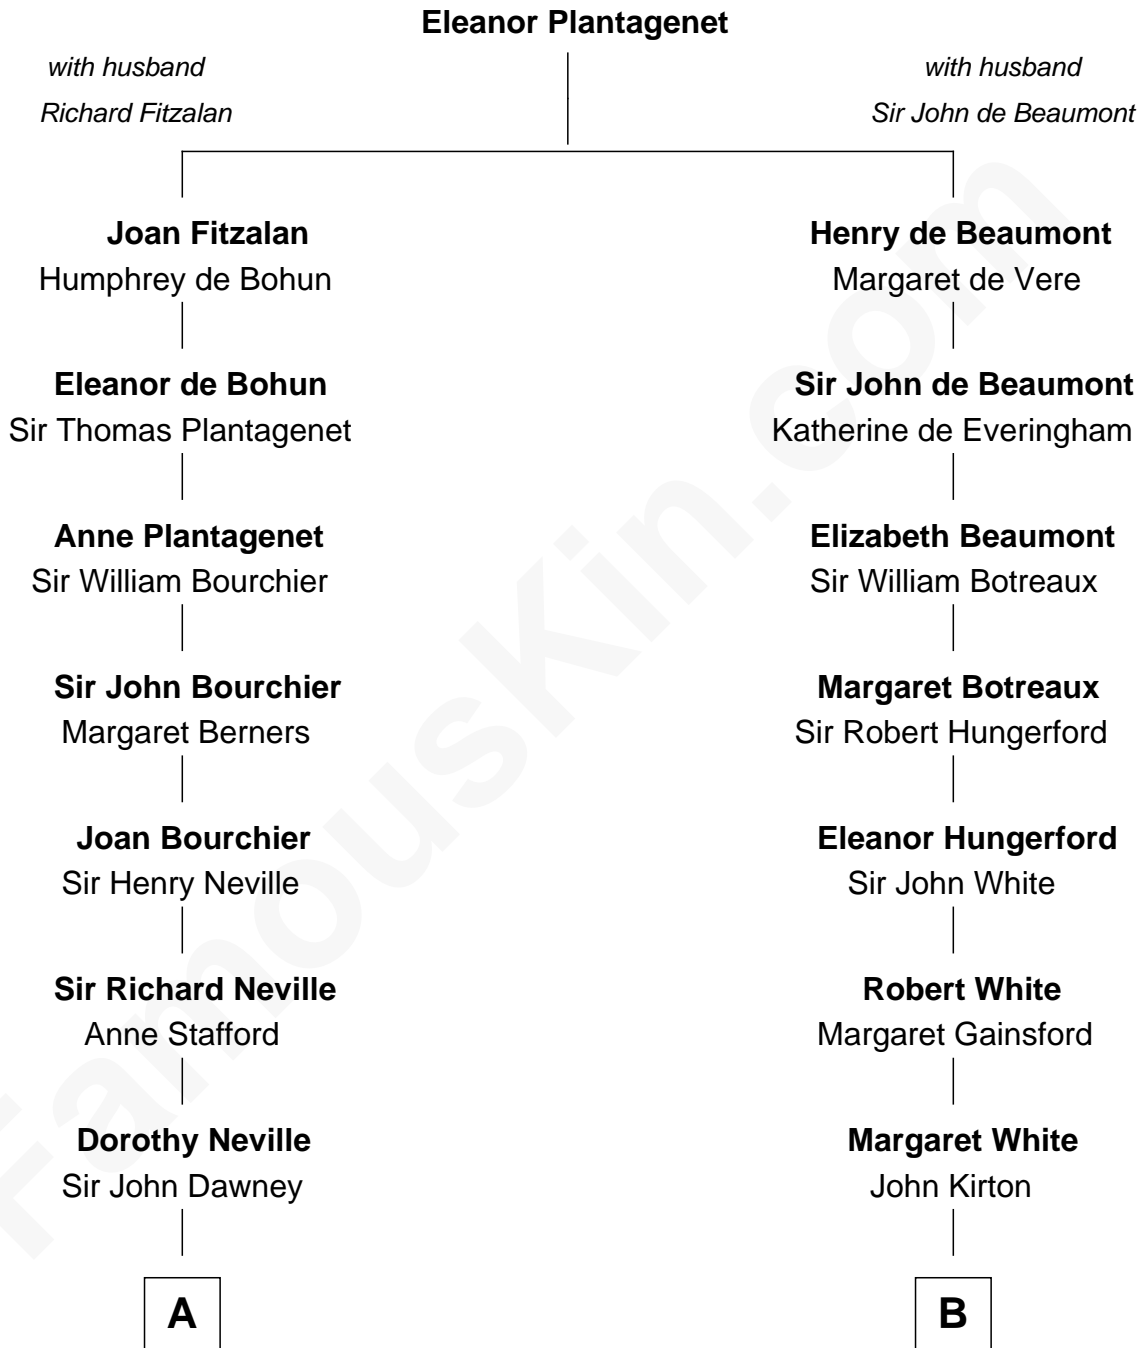 Eleanor Plantagenet
with husband
Richard Fitzalan
with husband
Sir John de Beaumont
Joan Fitzalan
Humphrey de Bohun
Henry de Beaumont
Margaret de Vere
Eleanor de Bohun
Sir Thomas Plantagenet
Sir John de Beaumont
Katherine de Everingham
Anne Plantagenet
Sir William Bourchier
Elizabeth Beaumont
Sir William Botreaux
Sir John Bourchier
Margaret Berners
Margaret Botreaux
Sir Robert Hungerford
Joan Bourchier
Sir Henry Neville
Eleanor Hungerford
Sir John White
Sir Richard Neville
Anne Stafford
Robert White
Margaret Gainsford
Dorothy Neville
Sir John Dawney
Margaret White
John Kirton
A
B
FamousKin.com